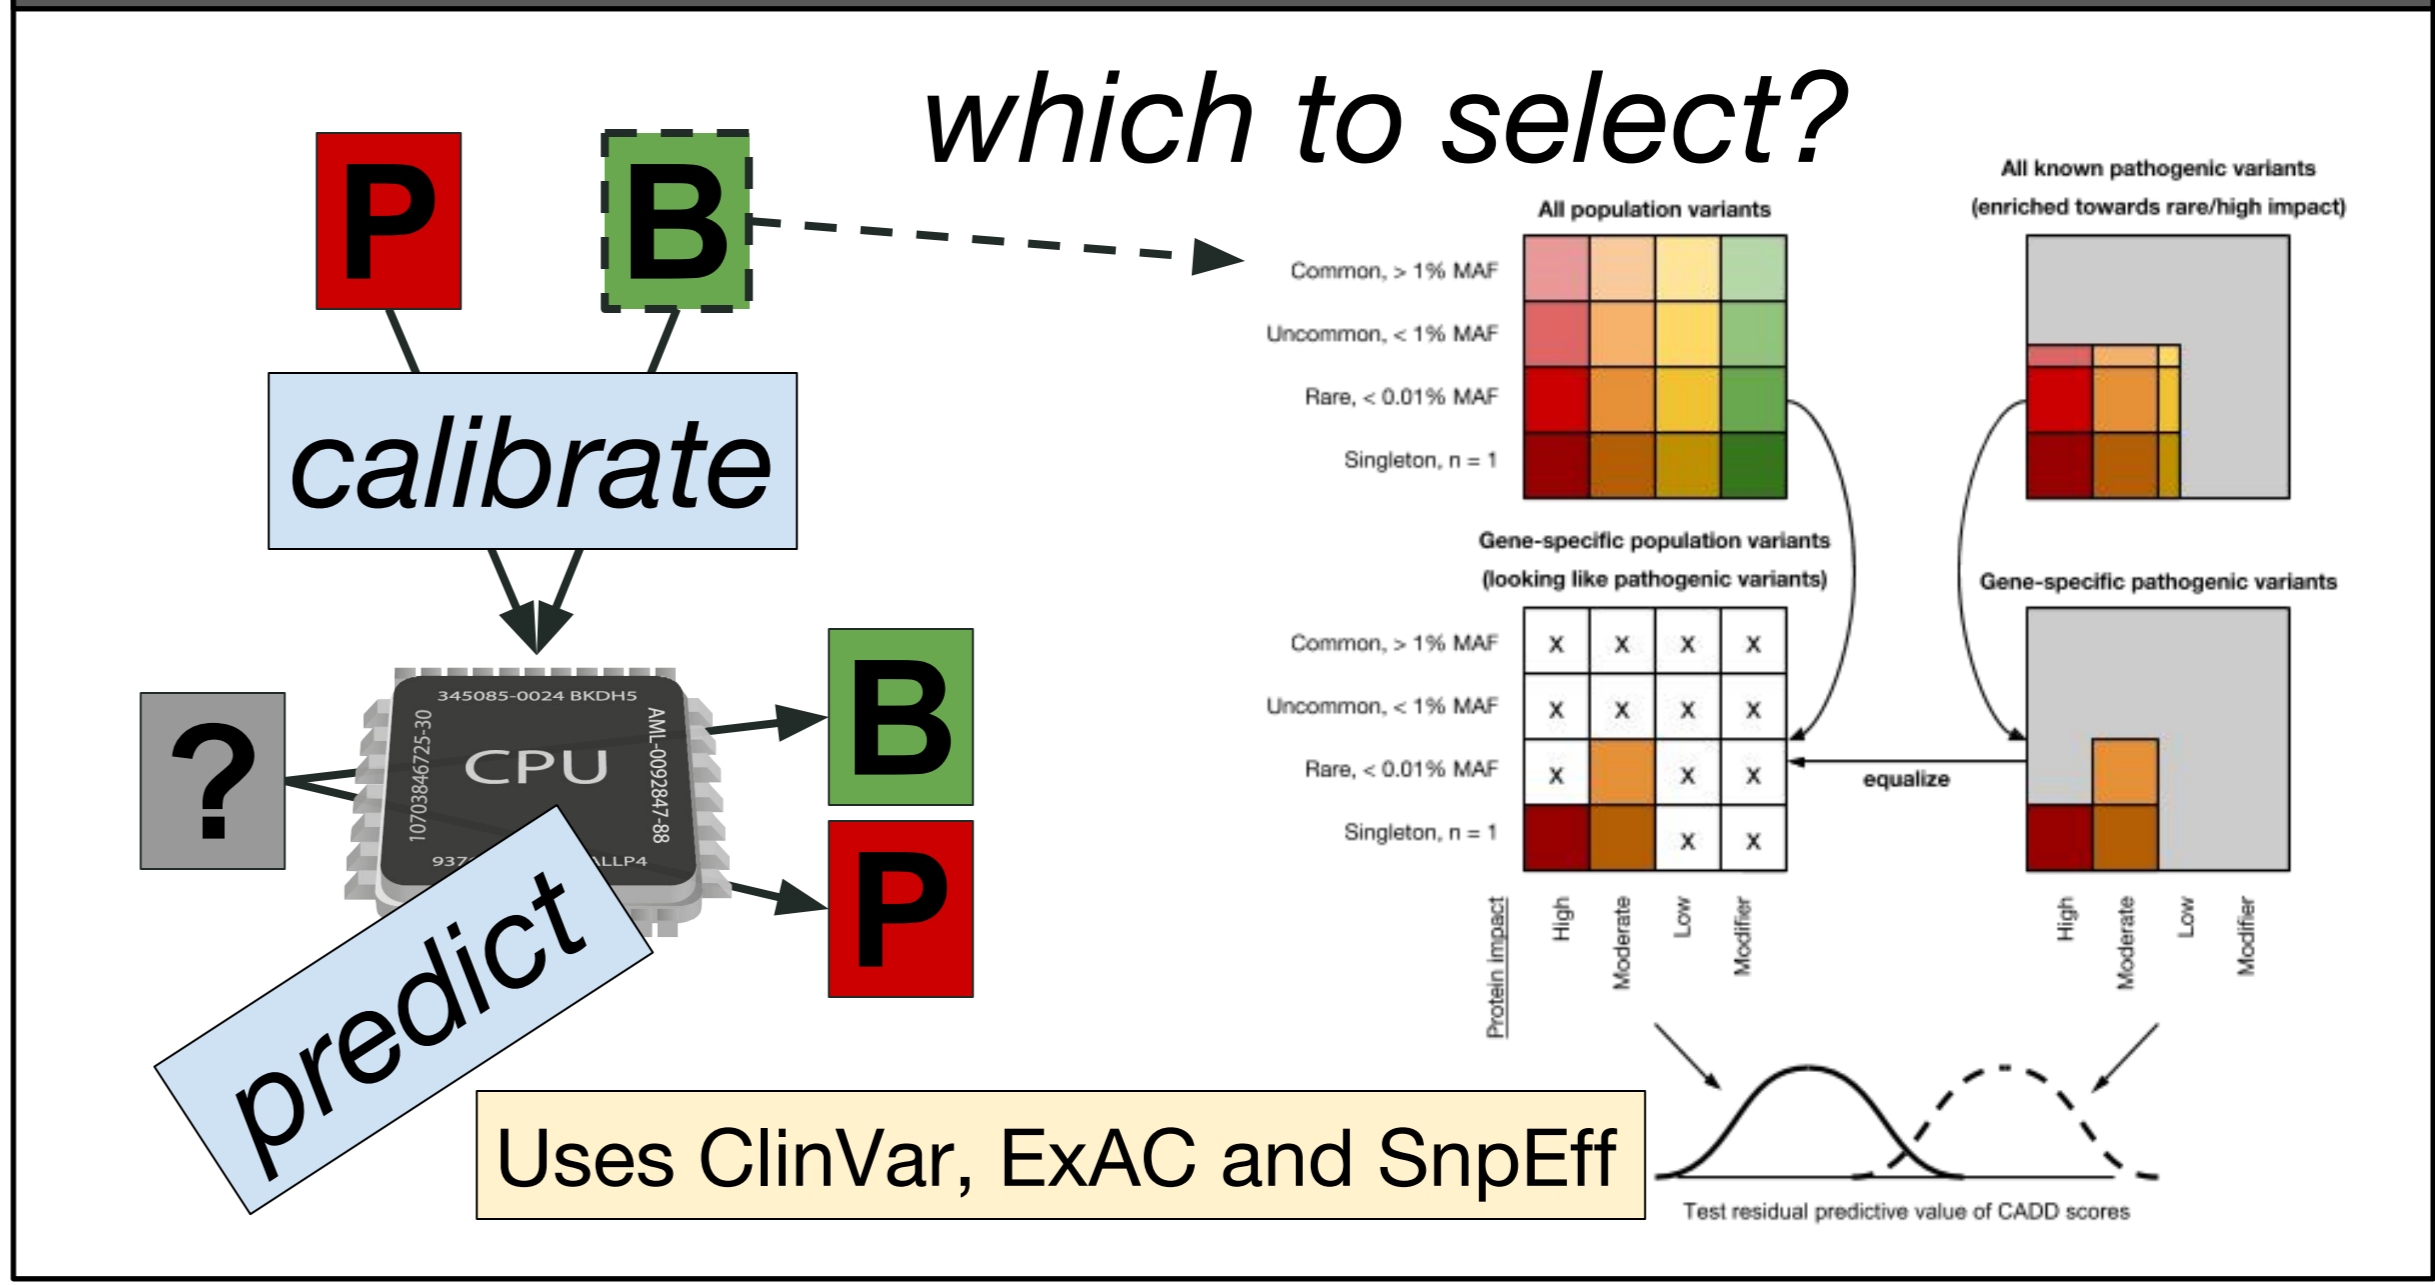 which to select?
P
B
calibrate
345085-0024 BKDH5
10703846725-30
AML-0092847-88
CPU
ALLP4
?
B
P
predict
Uses ClinVar, ExAC and SnpEff
All population variants
Common, > 1% MAF
Uncommon, < 1% MAF
Rare, < 0.01% MAF
Singleton, n = 1
All known pathogenic variants
(enriched towards rare/high impact)
Gene-specific population variants
(looking like pathogenic variants)
Common, > 1% MAF
X X X X
Uncommon, < 1% MAF
X X X X
Rare, < 0.01% MAF
X X X
Singleton, n = 1
X X
Protein impact
High
Moderate
Low
Modifier
equalize
Gene-specific pathogenic variants
High
Moderate
Low
Modifier
Test residual predictive value of CADD scores